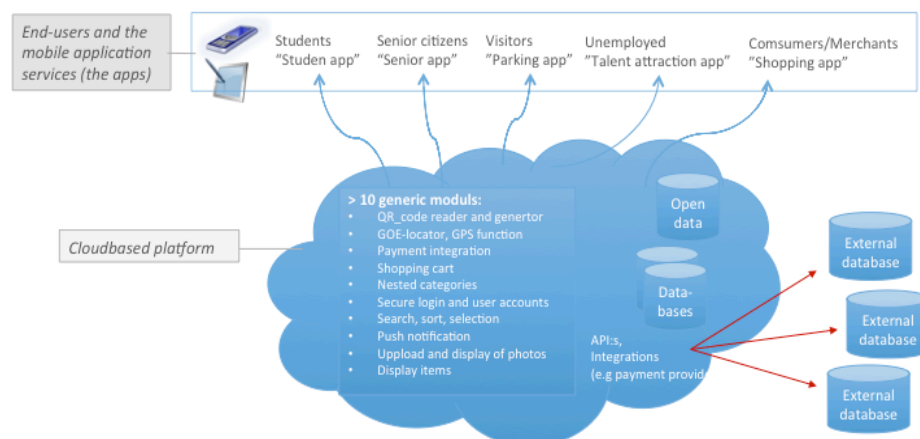 End-users and the
mobile application
services (the apps)
Students
"Studen app"
Senior citizens
"Senior app"
Visitors
"Parking app"
Unemployed
"Talent attraction app"
Comsumers/Merchants
"Shopping app"
Cloudbased platform
> 10 generic moduls:
• QR_code reader and genertor
• GOE-locator, GPS function
• Payment integration
• Shopping cart
• Nested categories
• Secure login and user accounts
• Search, sort, selection
• Push notification
• Uppload and display of photos
• Display items
Open
data
Data-
bases
API:s,
Integrations
(e.g payment provid
External
database
External
database
External
database